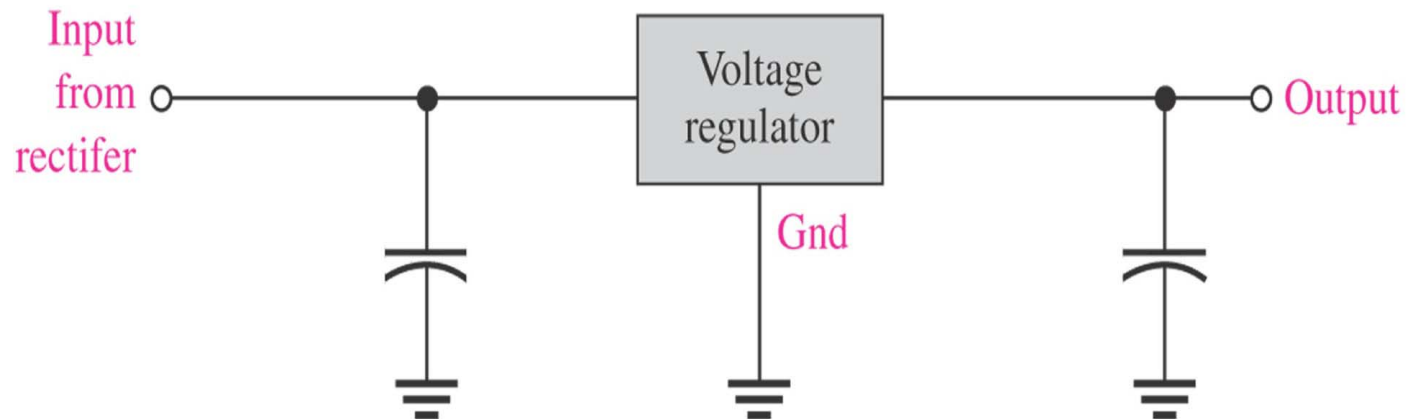 Input
from
rectifer
Voltage
regulator
Gnd
Output